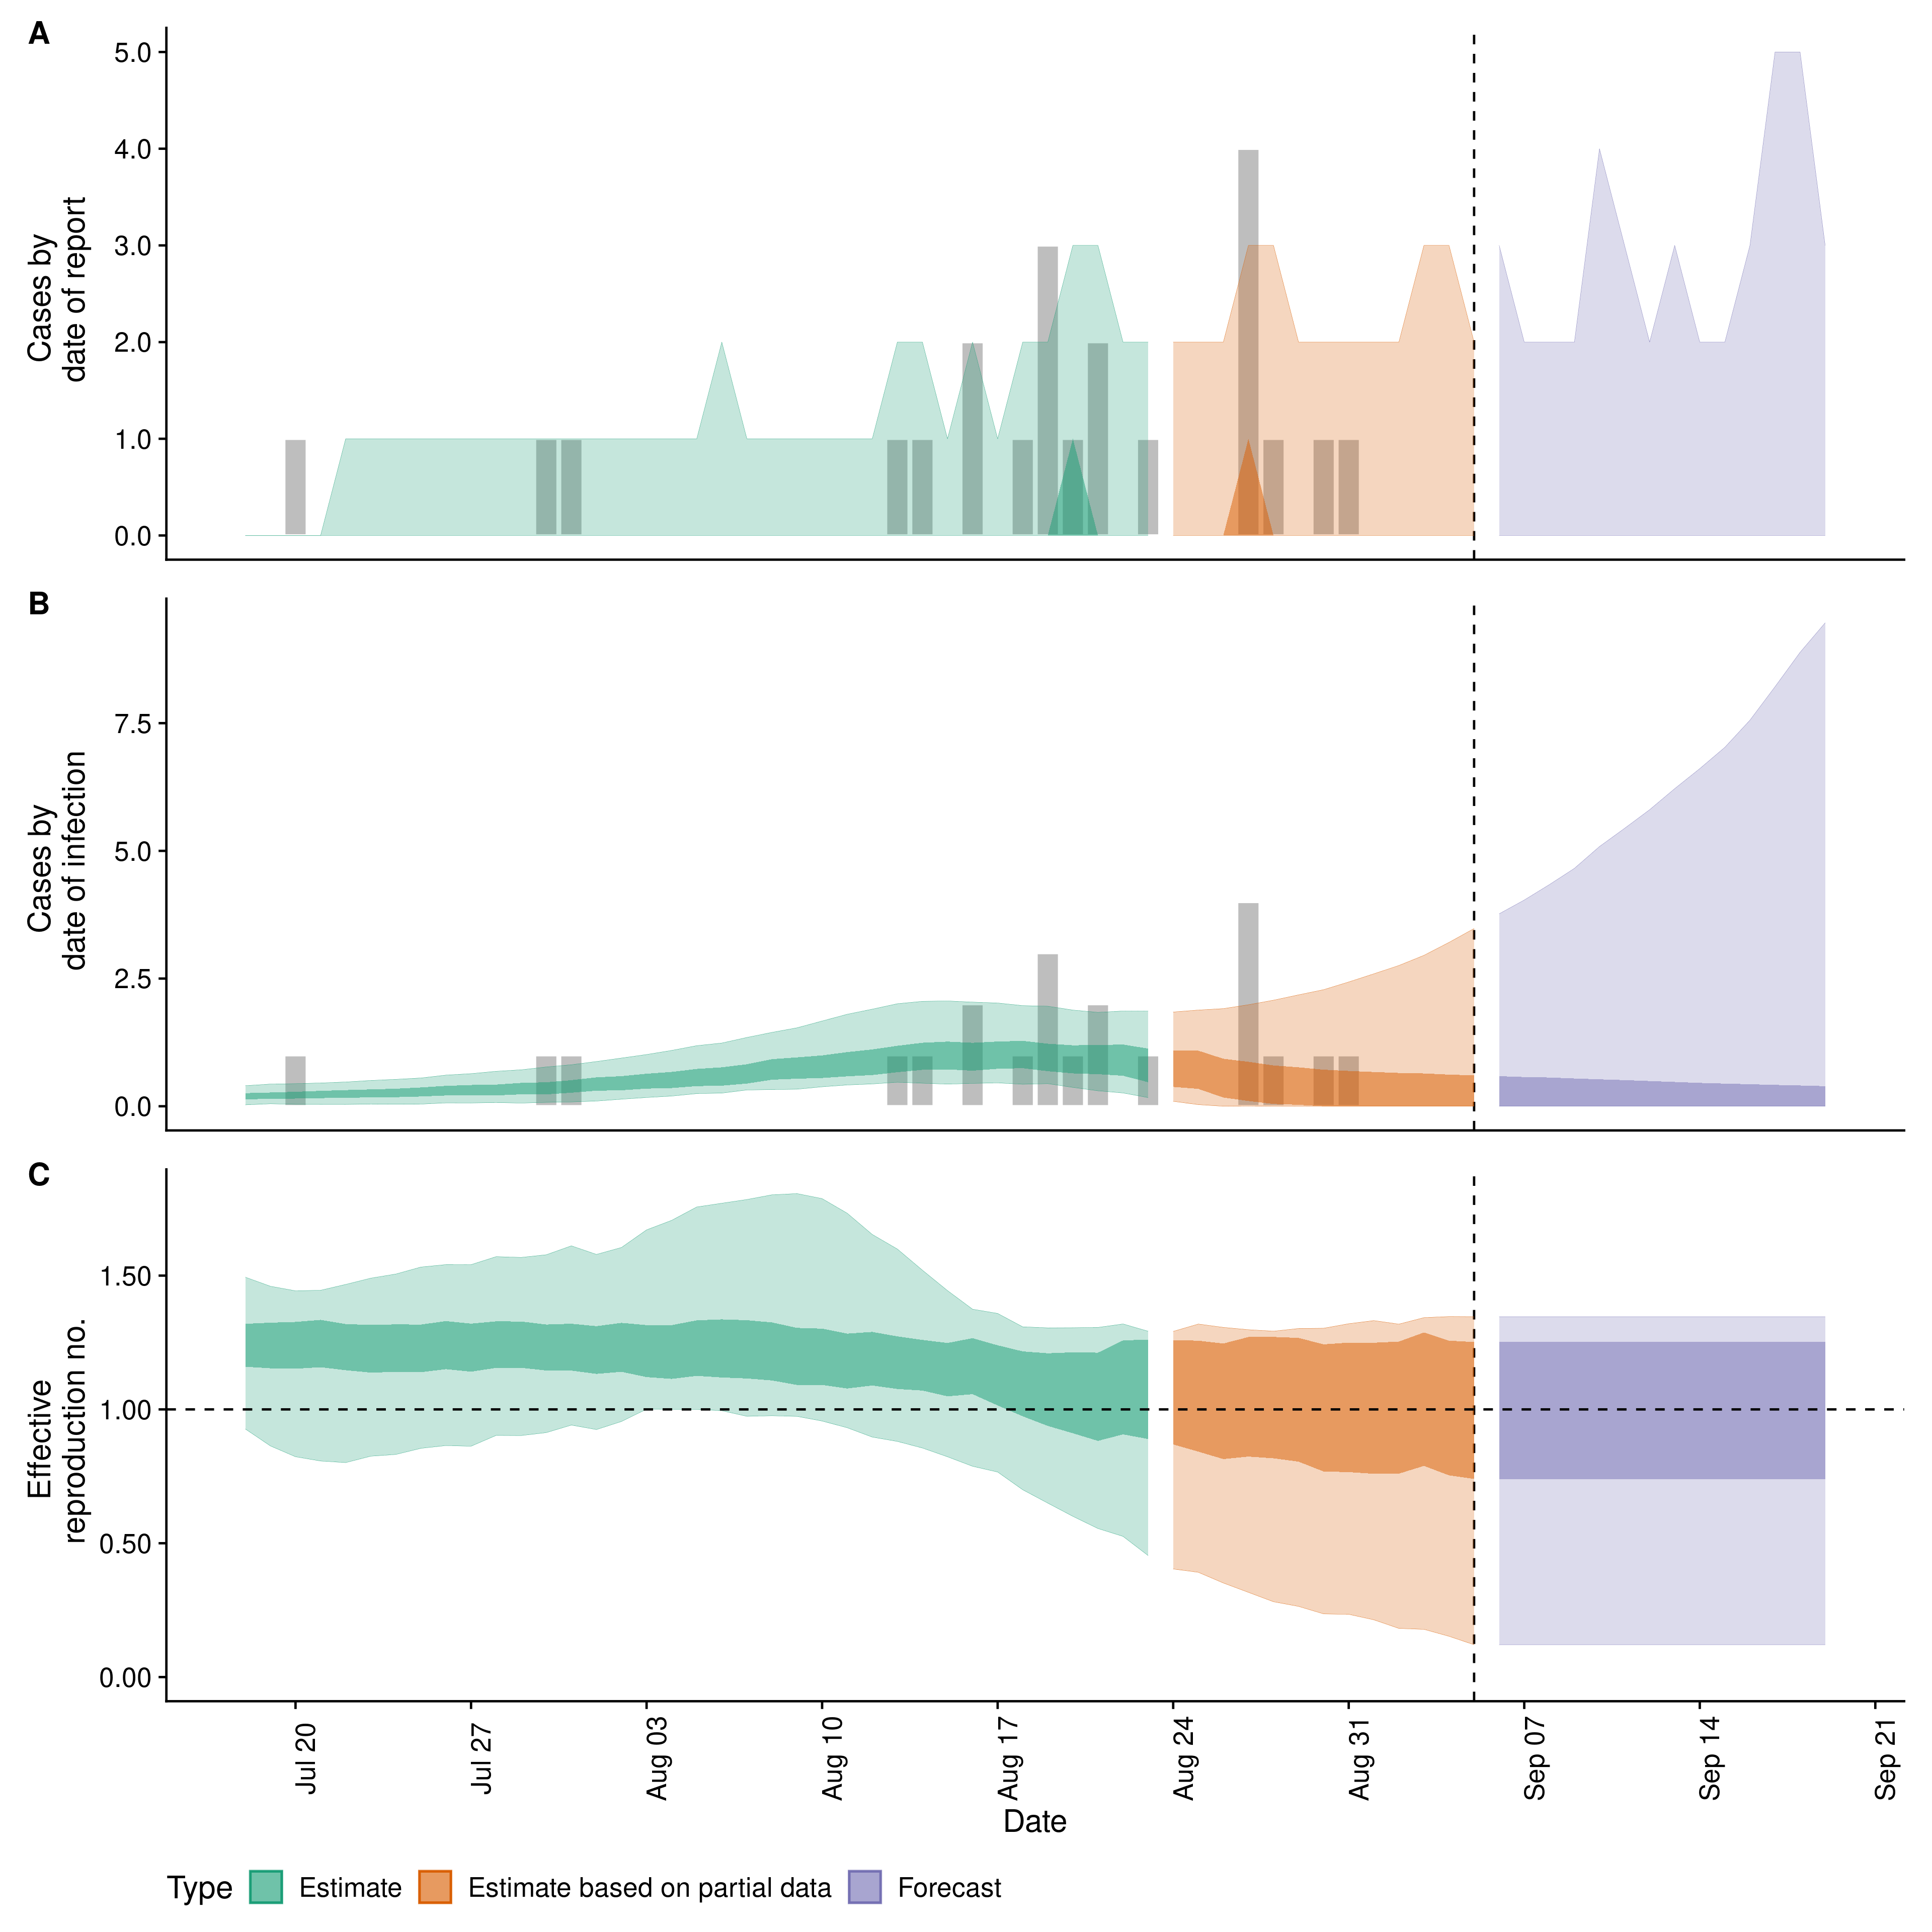 A
5.0
4.0
3.0
2.0
1.0
0.0
Cases by
date of report
B
7.5
5.0
2.5
0.0
Cases by
date of infection
C
1.50
1.00
0.50
0.00
Effective
reproduction no.
Jul 20
Jul 27
Aug 03
Aug 10
Aug 17
Aug 24
Aug 31
Sep 07
Sep 14
Sep 21
Date
Type Estimate Estimate based on partial data Forecast